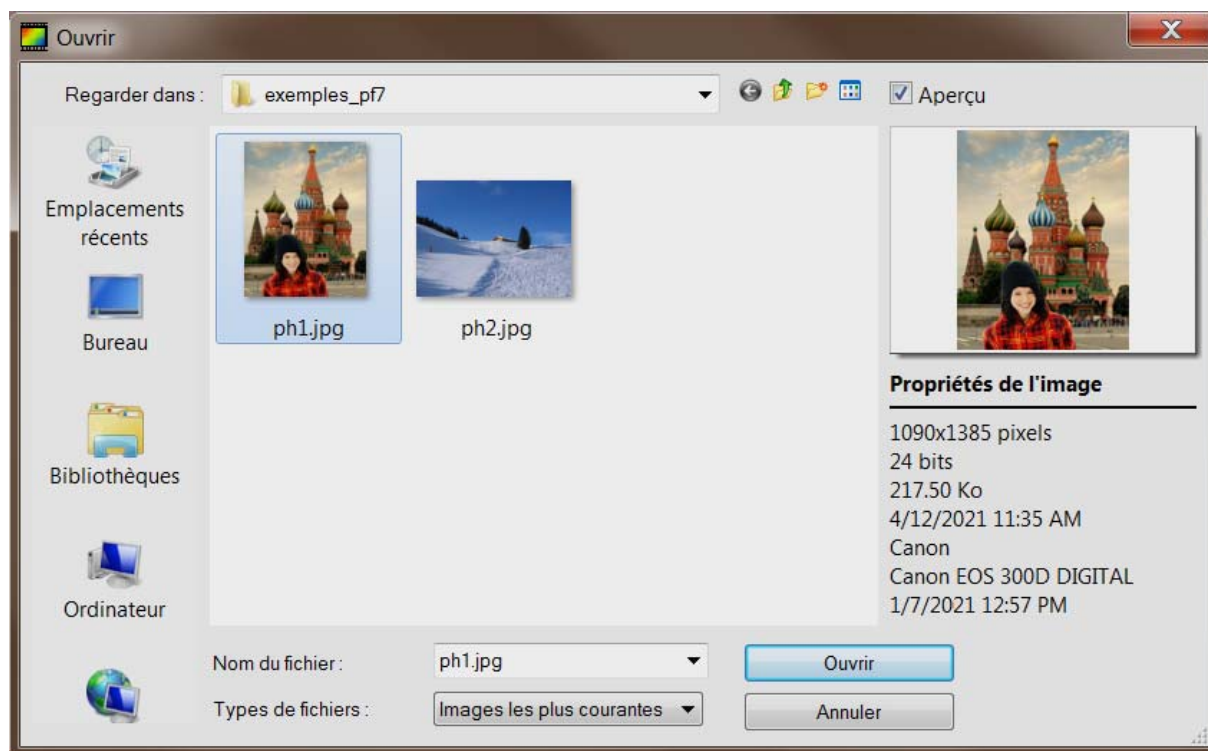 Ouvrir
Regarder dans :
exemples_pf7
Aperçu
Emplacements
récents
Bureau
Bibliothèques
Ordinateur
ph1.jpg
ph2.jpg
Propriétés de l'image
1090x1385 pixels
24 bits
217.50 Ko
4/12/2021 11:35 AM
Canon
Canon EOS 300D DIGITAL
1/7/2021 12:57 PM
Nom du fichier :
ph1.jpg
Ouvrir
Types de fichiers :
Images les plus courantes
Annuler